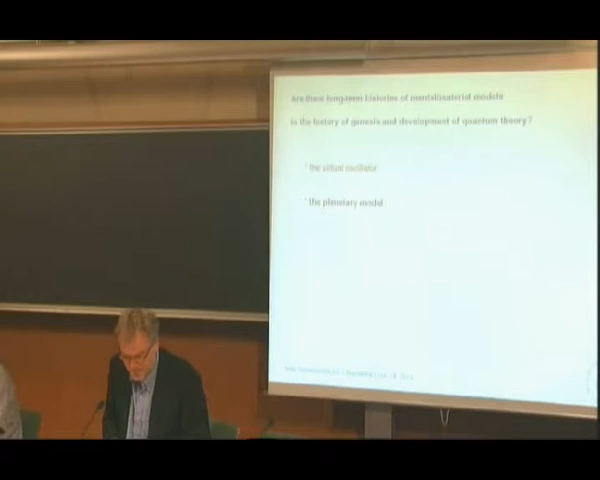 Are there long-term histories of mental/material models
in the history of genesis and development of quantum theory?
* the virtual oscillator
* the planetary model